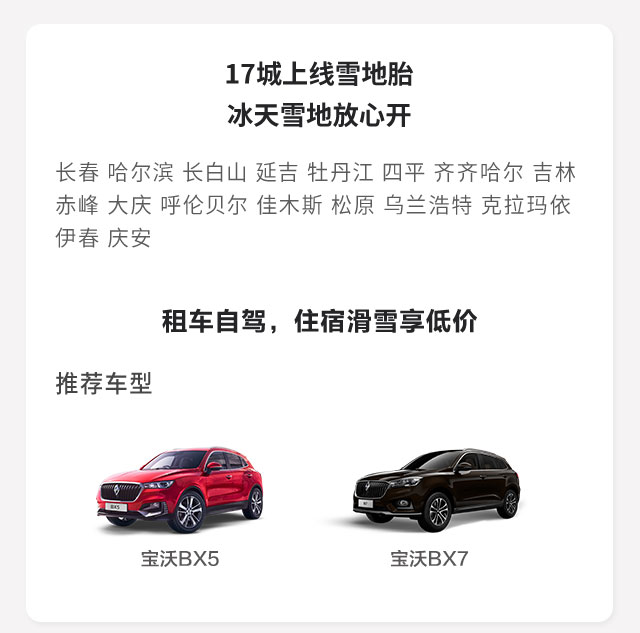 17城上线雪地胎
冰天雪地放心开
长春 哈尔滨 长白山 延吉 牡丹江 四平 齐齐哈尔 吉林
赤峰 大庆 呼伦贝尔 佳木斯 松原 乌兰浩特 克拉玛依
伊春 庆安
租车自驾，住宿滑雪享低价
推荐车型
BX5
宝沃BX5
宝沃BX7